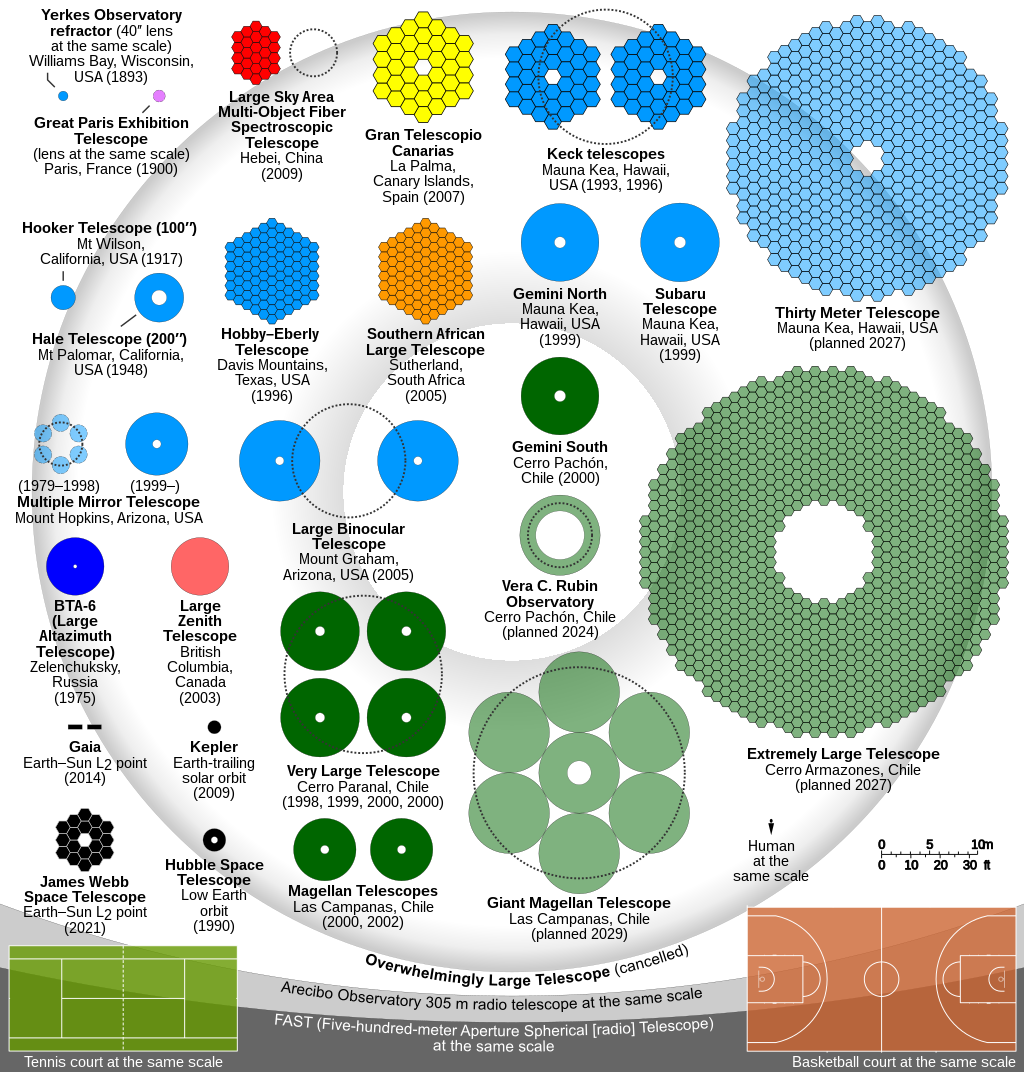 Yerkes Observatory
refractor (40″ lens
at the same scale)
Williams Bay, Wisconsin,
USA (1893)
Great Paris Exhibition
Telescope
(lens at the same scale)
Paris, France (1900)
Large Sky Area
Multi-Object Fiber
Spectroscopic
Telescope
Hebei, China
(2009)
Gran Telescopio
Canarias
La Palma,
Canary Islands,
Spain (2007)
Keck telescopes
Mauna Kea, Hawaii,
USA (1993, 1996)
Thirty Meter Telescope
Mauna Kea, Hawaii, USA
(planned 2027)
Hooker Telescope (100″)
Mt Wilson,
California, USA (1917)
Hale Telescope (200″)
Mt Palomar, California,
USA (1948)
Hobby–Eberly
Telescope
Davis Mountains,
Texas, USA
(1996)
Southern African
Large Telescope
Sutherland,
South Africa
(2005)
Gemini North
Mauna Kea,
Hawaii, USA
(1999)
Subaru
Telescope
Mauna Kea,
Hawaii, USA
(1999)
Gemini South
Cerro Pachón,
Chile (2000)
(1979–1998) (1999–)
Multiple Mirror Telescope
Mount Hopkins, Arizona, USA
Large Binocular
Telescope
Mount Graham,
Arizona, USA (2005)
Vera C. Rubin
Observatory
Cerro Pachón, Chile
(planned 2024)
BTA-6
(Large
Altazimuth
Telescope)
Zelenchuksky,
Russia
(1975)
Large
Zenith
Telescope
British
Columbia,
Canada
(2003)
Extremely Large Telescope
Cerro Armazones, Chile
(planned 2027)
Gaia
Earth–Sun L2 point
(2014)
Kepler
Earth-trailing
solar orbit
(2009)
Very Large Telescope
Cerro Paranal, Chile
(1998, 1999, 2000, 2000)
James Webb
Space Telescope
Earth–Sun L2 point
(2021)
Hubble Space
Telescope
Low Earth
orbit
(1990)
Magellan Telescopes
Las Campanas, Chile
(2000, 2002)
Giant Magellan Telescope
Las Campanas, Chile
(planned 2029)
Human
at the
same scale
0 5 10m
0 10 20 30 ft
Overwhelmingly Large Telescope (cancelled)
Arecibo Observatory 305 m radio telescope at the same scale
FAST (Five-hundred-meter Aperture Spherical [radio] Telescope)
at the same scale
Tennis court at the same scale
Basketball court at the same scale